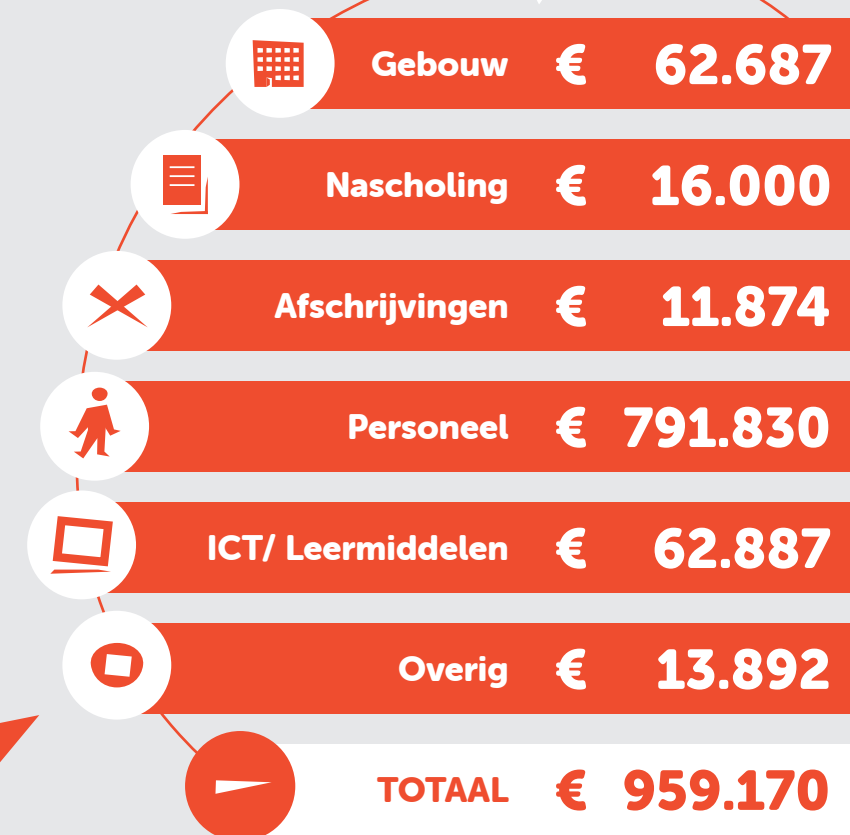 Gebouw € 62.687
Nascholing € 16.000
Afschrijvingen € 11.874
Personeel € 791.830
ICT/ Leermiddelen € 62.887
Overig € 13.892
TOTAAL € 959.170